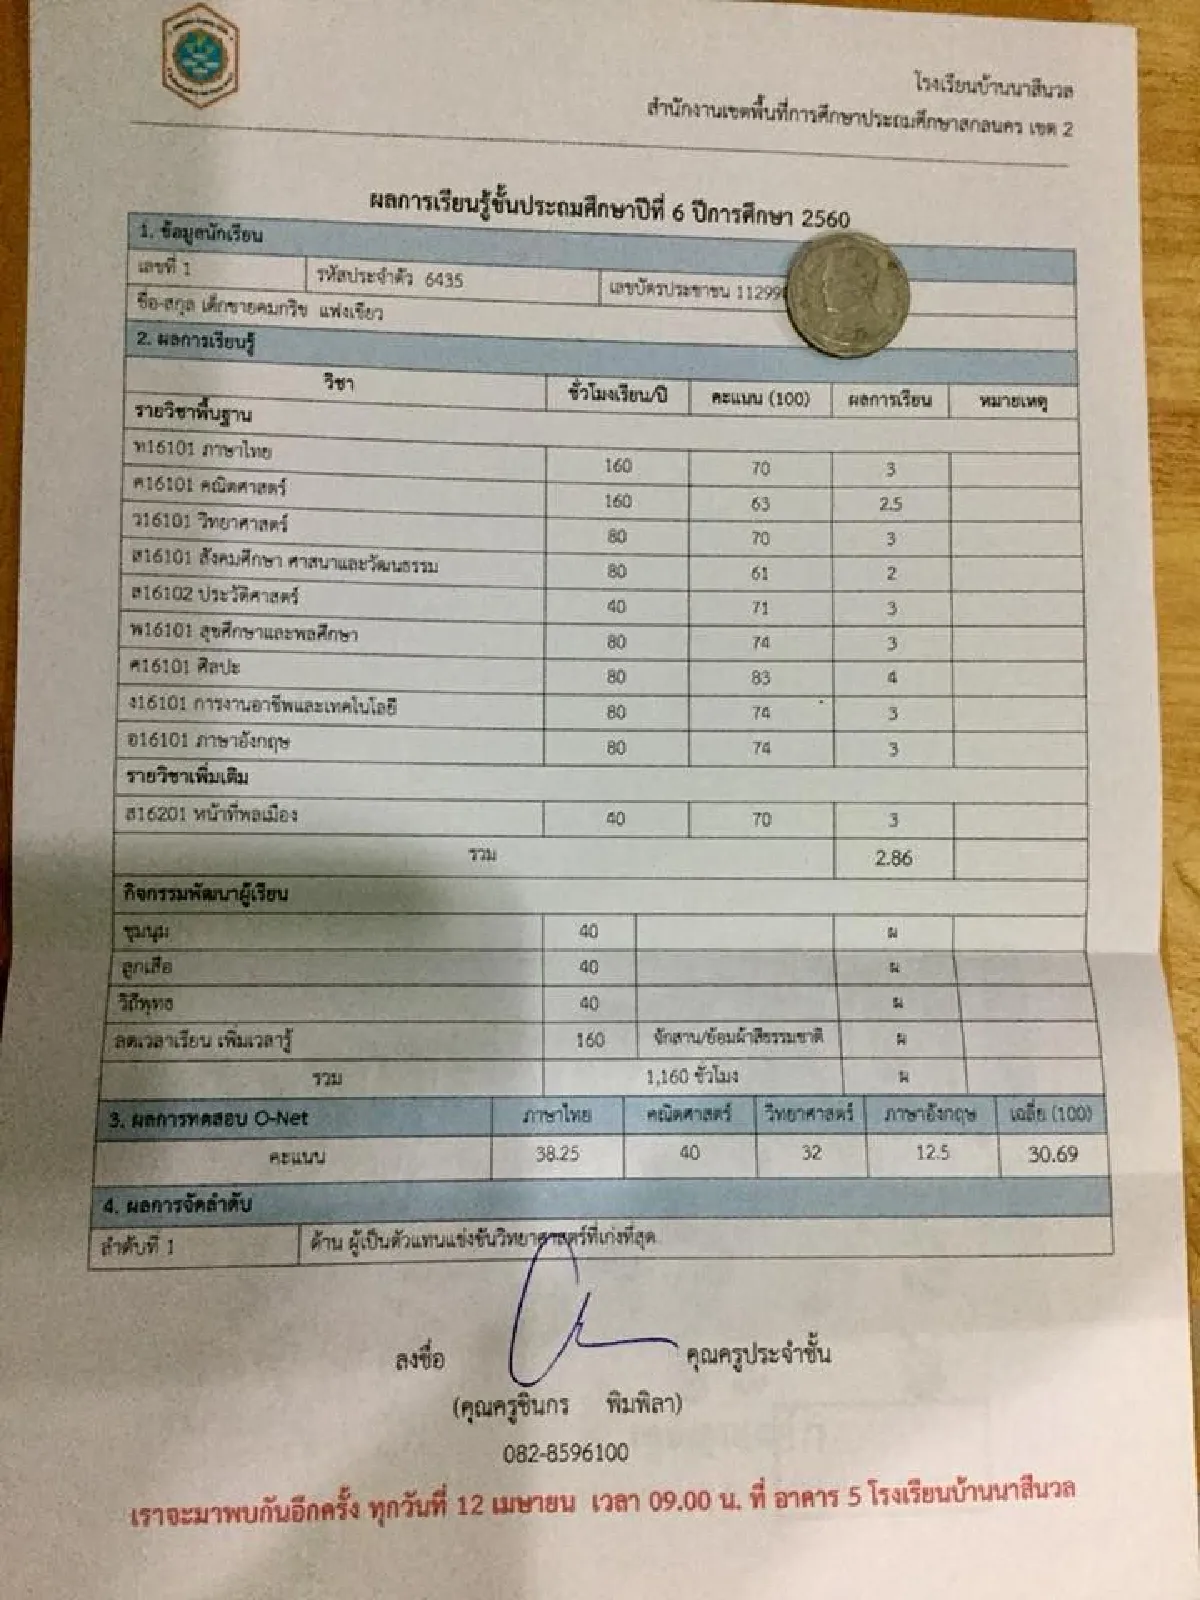 โรงเรียนบ้านนาสีนวล
สำนักงานเขตพื้นที่การศึกษาประถมศึกษาสกลนคร เขต 2
ผลการเรียนรู้ชั้นประถมศึกษาปีที่ 6 ปีการศึกษา 2560
1. ข้อมูลนักเรียน
เลขที่ 1 รหัสประจำตัว 6435 เลขบัตรประชาชน 11299
ชื่อ-สกุล เด็กชายคมกริช แฟงเขียว
2. ผลการเรียนรู้
วิชา ชั่วโมงเรียน/ปี คะแนน (100) ผลการเรียน หมายเหตุ
รายวิชาพื้นฐาน
ท16101 ภาษาไทย 160 70 3
ค16101 คณิตศาสตร์ 160 63 2.5
ว16101 วิทยาศาสตร์ 80 70 3
ส16101 สังคมศึกษา ศาสนาและวัฒนธรรม 80 61 2
ส16102 ประวัติศาสตร์ 40 71 3
พ16101 สุขศึกษาและพลศึกษา 80 74 3
ศ16101 ศิลปะ 80 83 4
ง16101 การงานอาชีพและเทคโนโลยี 80 74 3
อ16101 ภาษาอังกฤษ 80 74 3
รายวิชาเพิ่มเติม
ส16201 หน้าที่พลเมือง 40 70 3
รวม 2.86
กิจกรรมพัฒนาผู้เรียน
ชุมนุม 40 ผ
ลูกเสือ 40 ผ
วิถีพุทธ 40 ผ
ลดเวลาเรียน เพิ่มเวลารู้ 160 จักสาน/ย้อมผ้าสีธรรมชาติ ผ
รวม 1,160 ชั่วโมง ผ
3. ผลการทดสอบ O-Net ภาษาไทย คณิตศาสตร์ วิทยาศาสตร์ ภาษาอังกฤษ เฉลี่ย (100)
คะแนน 38.25 40 32 12.5 30.69
4. ผลการจัดลำดับ
ลำดับที่ 1 ด้าน ผู้เป็นตัวแทนแข่งขันวิทยาศาสตร์ที่เก่งที่สุด
ลงชื่อ คุณครูประจำชั้น
(คุณครูชินกร พิมพิลา)
082-8596100
เราจะมาพบกันอีกครั้ง ทุกวันที่ 12 เมษายน เวลา 09.00 น. ที่ อาคาร 5 โรงเรียนบ้านนาสีนวล